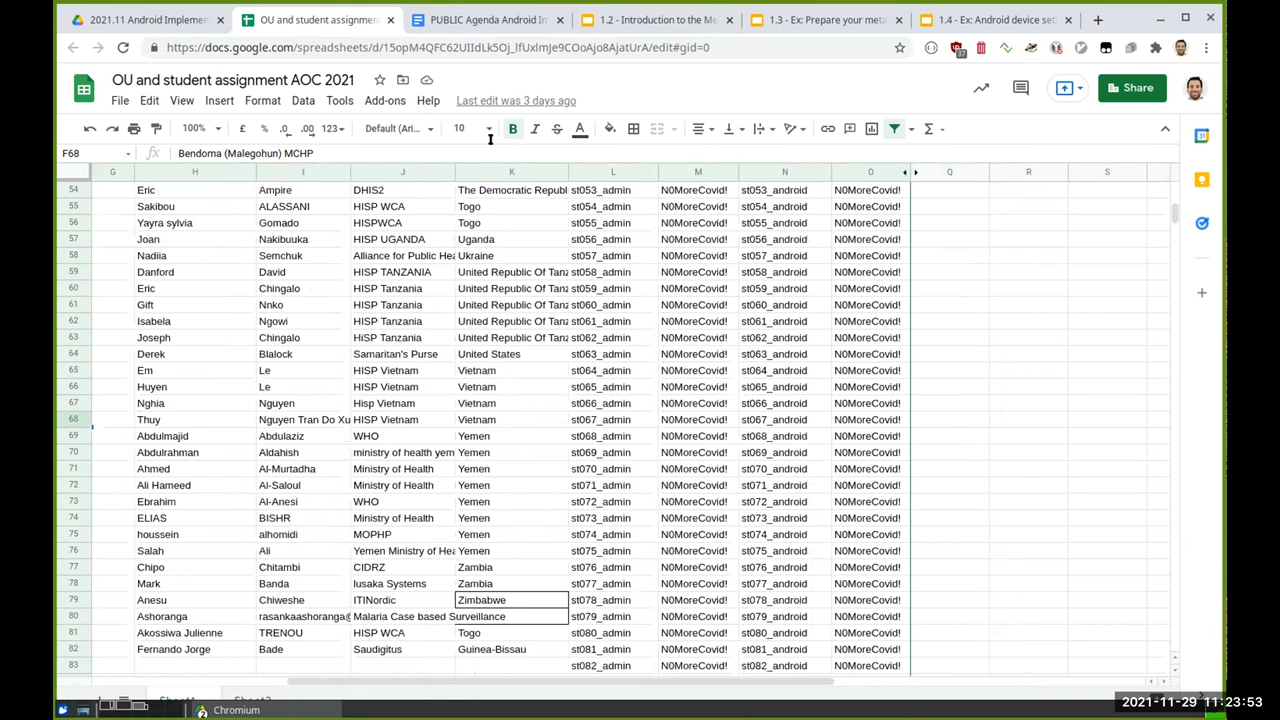 2021.11 Android Implemen
OU and student assignmen
PUBLIC Agenda Android In
1.2 - Introduction to the Me
1.3 - Ex: Prepare your meta
1.4 - Ex: Android device set
https://docs.google.com/spreadsheets/d/15opM4QFC62UIIdLk5Oj_IfUxlmJe9COoAjo8AjatUrA/edit#gid=0
OU and student assignment AOC 2021
File Edit View Insert Format Data Tools Add-ons Help Last edit was 3 days ago
Share
100% £ % .0 .00 123 Default (Ari... 10 B I S A
F68 fx Bendoma (Malegohun) MCHP
G H I J K L M N O Q R S
54 Eric Ampire DHIS2 The Democratic Republ st053_admin N0MoreCovid! st053_android N0MoreCovid!
55 Sakibou ALASSANI HISP WCA Togo st054_admin N0MoreCovid! st054_android N0MoreCovid!
56 Yayra sylvia Gomado HISPWCA Togo st055_admin N0MoreCovid! st055_android N0MoreCovid!
57 Joan Nakibuuka HISP UGANDA Uganda st056_admin N0MoreCovid! st056_android N0MoreCovid!
58 Nadiia Semchuk Alliance for Public Hea Ukraine st057_admin N0MoreCovid! st057_android N0MoreCovid!
59 Danford David HISP TANZANIA United Republic Of Tanz st058_admin N0MoreCovid! st058_android N0MoreCovid!
60 Eric Chingalo HISP Tanzania United Republic Of Tanz st059_admin N0MoreCovid! st059_android N0MoreCovid!
61 Gift Nnko HISP Tanzania United Republic Of Tanz st060_admin N0MoreCovid! st060_android N0MoreCovid!
62 Isabela Ngowi HISP Tanzania United Republic Of Tanz st061_admin N0MoreCovid! st061_android N0MoreCovid!
63 Joseph Chingalo HiSP Tanzania United Republic Of Tanz st062_admin N0MoreCovid! st062_android N0MoreCovid!
64 Derek Blalock Samaritan's Purse United States st063_admin N0MoreCovid! st063_android N0MoreCovid!
65 Em Le HISP Vietnam Vietnam st064_admin N0MoreCovid! st064_android N0MoreCovid!
66 Huyen Le HISP Vietnam Vietnam st065_admin N0MoreCovid! st065_android N0MoreCovid!
67 Nghia Nguyen Hisp Vietnam Vietnam st066_admin N0MoreCovid! st066_android N0MoreCovid!
68 Thuy Nguyen Tran Do Xu HISP Vietnam Vietnam st067_admin N0MoreCovid! st067_android N0MoreCovid!
69 Abdulmajid Abdulaziz WHO Yemen st068_admin N0MoreCovid! st068_android N0MoreCovid!
70 Abdulrahman Aldahish ministry of health yem Yemen st069_admin N0MoreCovid! st069_android N0MoreCovid!
71 Ahmed Al-Murtadha Ministry of Health Yemen st070_admin N0MoreCovid! st070_android N0MoreCovid!
72 Ali Hameed Al-Saloul Ministry of Health Yemen st071_admin N0MoreCovid! st071_android N0MoreCovid!
73 Ebrahim Al-Anesi WHO Yemen st072_admin N0MoreCovid! st072_android N0MoreCovid!
74 ELIAS BISHR Ministry of Health Yemen st073_admin N0MoreCovid! st073_android N0MoreCovid!
75 houssein alhomidi MOPHP Yemen st074_admin N0MoreCovid! st074_android N0MoreCovid!
76 Salah Ali Yemen Ministry of Hea Yemen st075_admin N0MoreCovid! st075_android N0MoreCovid!
77 Chipo Chitambi CIDRZ Zambia st076_admin N0MoreCovid! st076_android N0MoreCovid!
78 Mark Banda lusaka Systems Zambia st077_admin N0MoreCovid! st077_android N0MoreCovid!
79 Anesu Chiweshe ITINordic Zimbabwe st078_admin N0MoreCovid! st078_android N0MoreCovid!
80 Ashoranga rasankaashoranga@ Malaria Case based Surveillance st079_admin N0MoreCovid! st079_android N0MoreCovid!
81 Akossiwa Julienne TRENOU HISP WCA Togo st080_admin N0MoreCovid! st080_android N0MoreCovid!
82 Fernando Jorge Bade Saudigitus Guinea-Bissau st081_admin N0MoreCovid! st081_android N0MoreCovid!
83 st082_admin N0MoreCovid! st082_android N0MoreCovid!
Sheet1 Sheet2
Chromium
2021-11-29 11:23:53